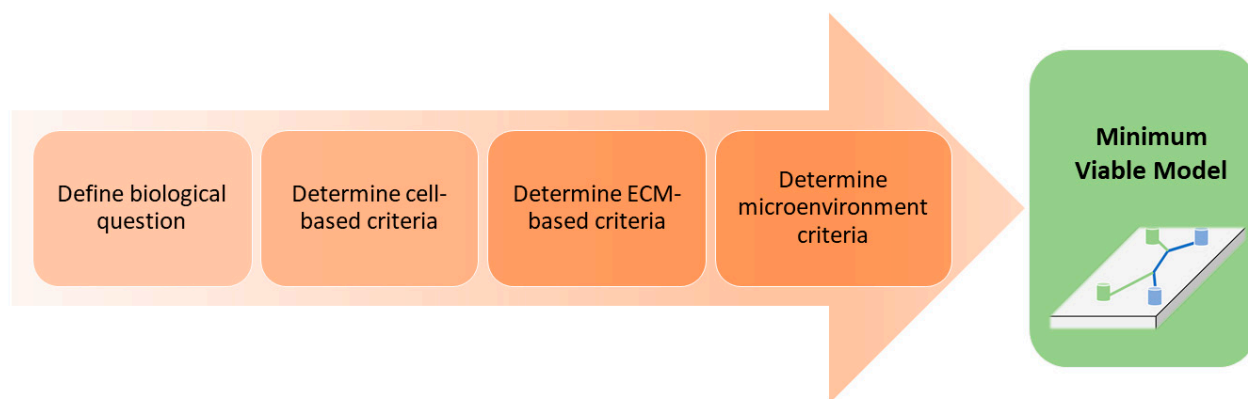 Define biological
question
Determine cell-
based criteria
Determine ECM-
based criteria
Determine
microenvironment
criteria
Minimum
Viable Model